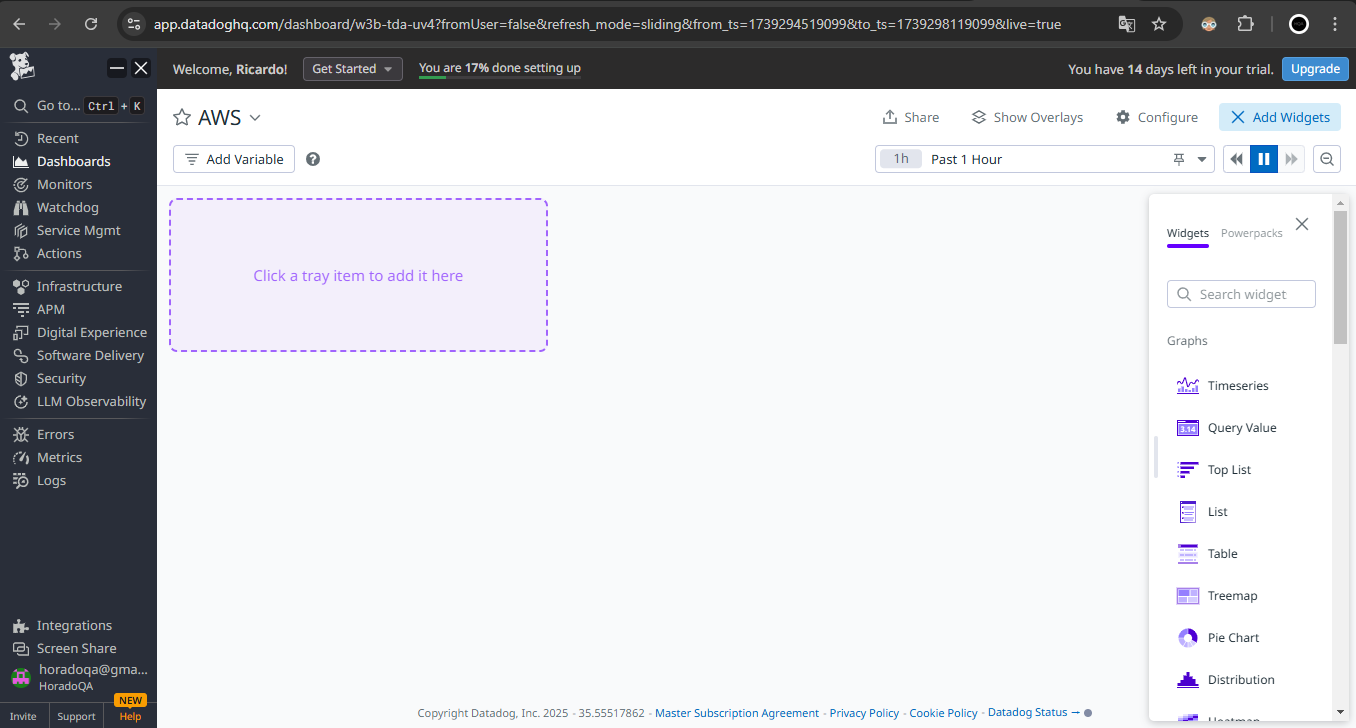 app.datadoghq.com/dashboard/w3b-tda-uv4?fromUser=false&refresh_mode=sliding&from_ts=1739294519099&to_ts=1739298119099&live=true
Welcome, Ricardo!
Get Started
You are 17% done setting up
You have 14 days left in your trial.
Upgrade
Go to... Ctrl + K
Recent
Dashboards
Monitors
Watchdog
Service Mgmt
Actions
Infrastructure
APM
Digital Experience
Software Delivery
Security
LLM Observability
Errors
Metrics
Logs
Integrations
Screen Share
horadoqa@gma...
HoradoQA
NEW
Invite
Support
Help
AWS
Share
Show Overlays
Configure
Add Widgets
Add Variable
?
1h
Past 1 Hour
Click a tray item to add it here
Widgets
Powerpacks
Search widget
Graphs
Timeseries
3.14
Query Value
Top List
List
Table
Treemap
Pie Chart
Distribution
Heatmap
Copyright Datadog, Inc. 2025 - 35.55517862 - Master Subscription Agreement - Privacy Policy - Cookie Policy - Datadog Status →